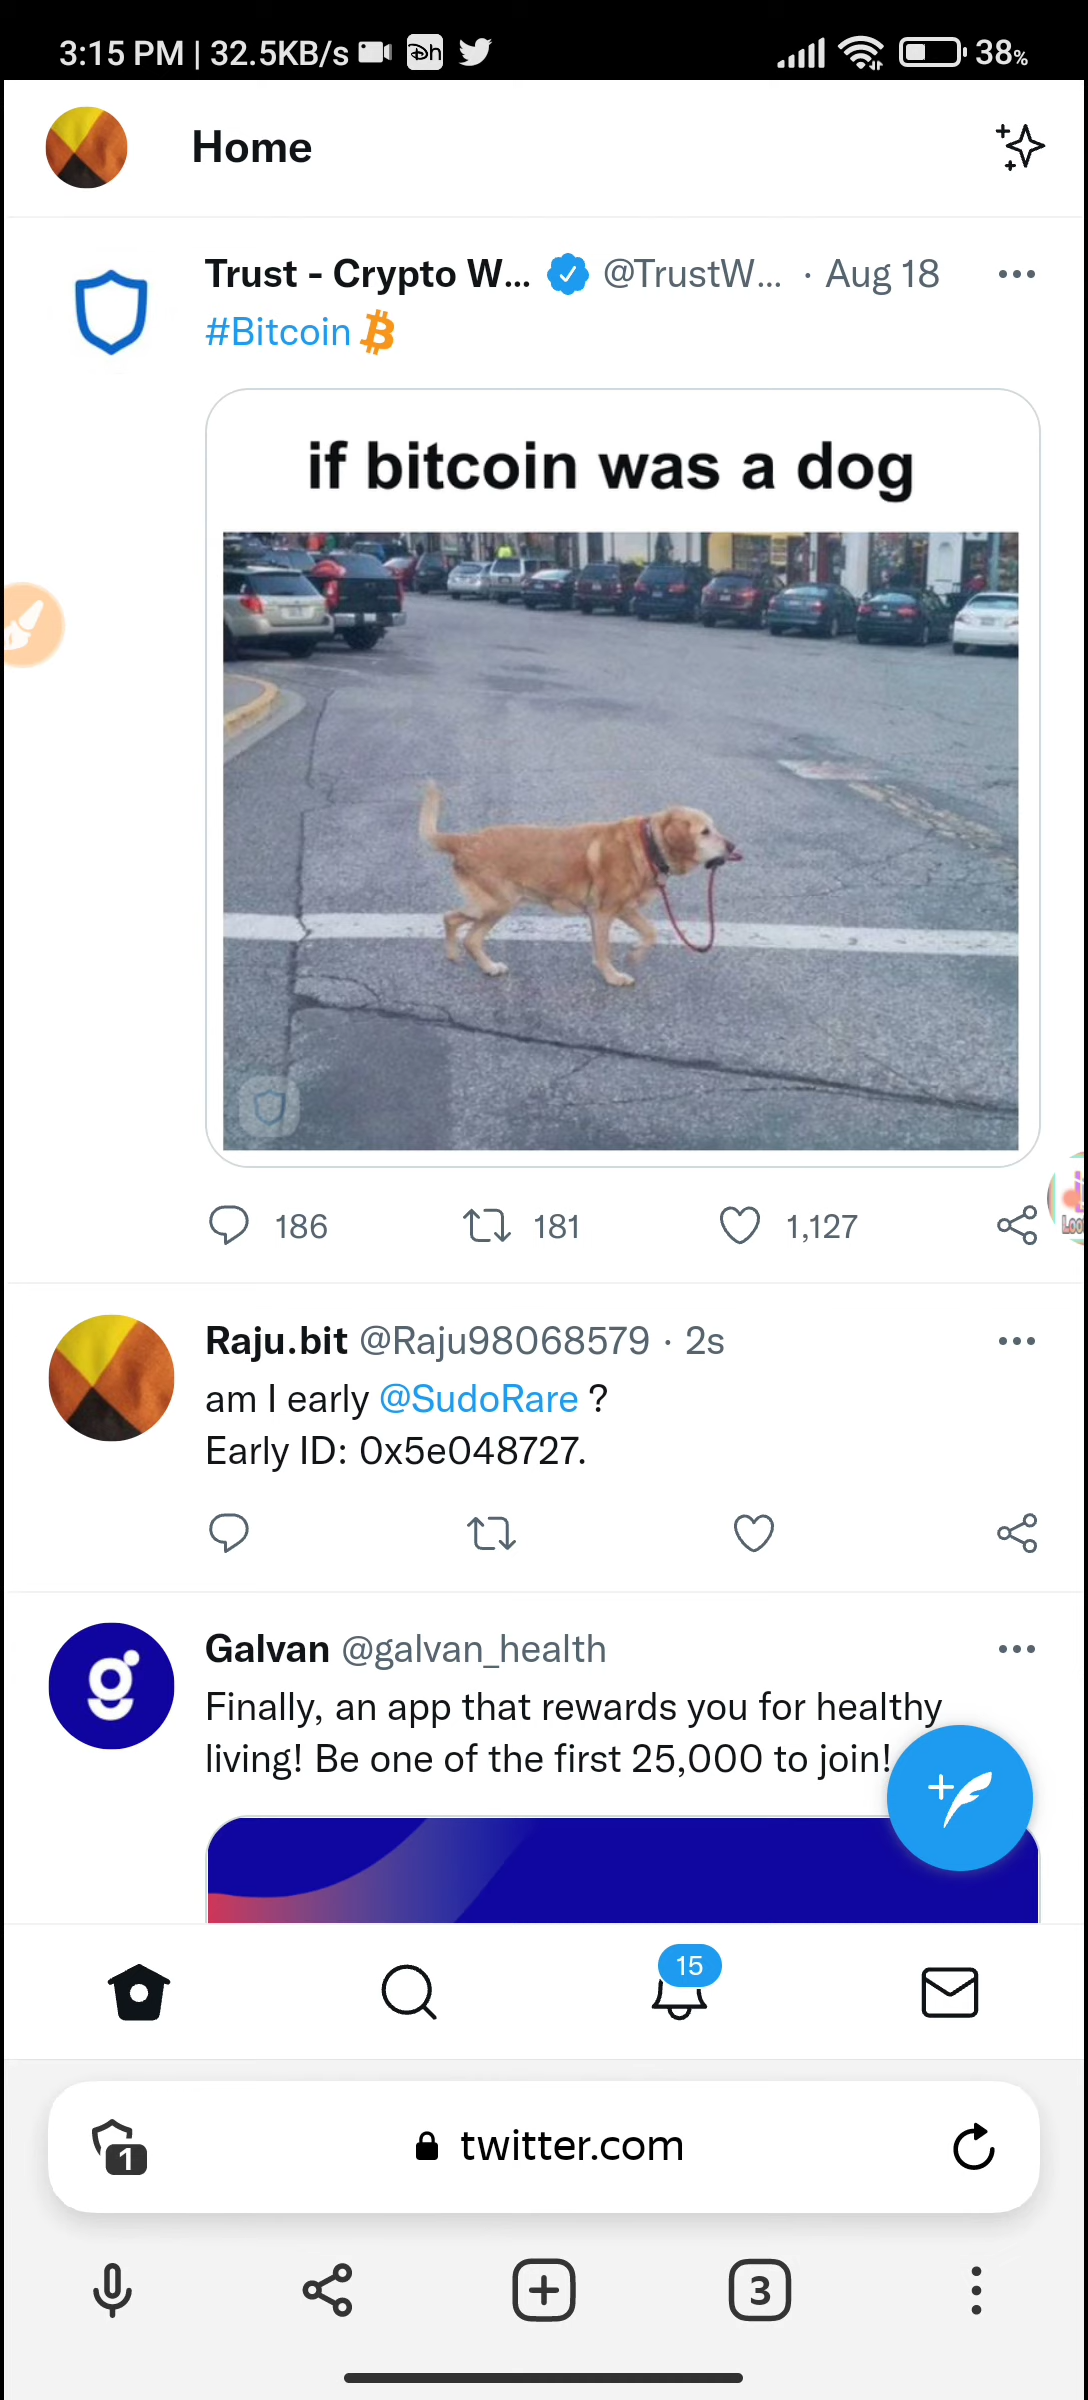 3:15 PM | 32.5KB/s Dh 38%
Home
Trust - Crypto W... @TrustW... · Aug 18
#Bitcoin
if bitcoin was a dog
186 181 1,127
Raju.bit @Raju98068579 · 2s
am I early @SudoRare ?
Early ID: 0x5e048727.
Galvan @galvan_health
Finally, an app that rewards you for healthy
living! Be one of the first 25,000 to join!
15
1 twitter.com
3